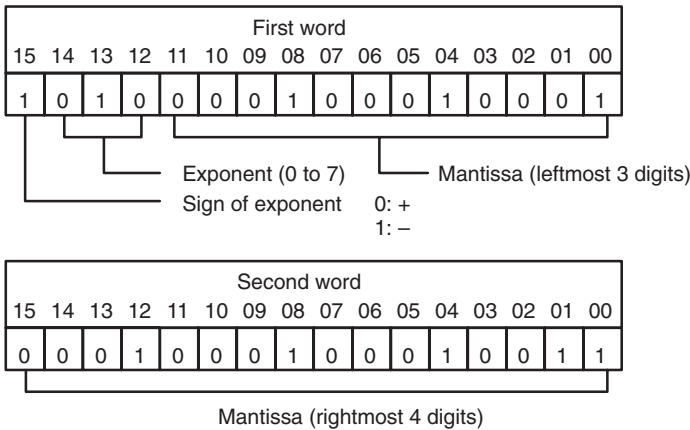 First word
15 14 13 12 11 10 09 08 07 06 05 04 03 02 01 00
1 0 1 0 0 0 0 1 0 0 0 1 0 0 0 1
Exponent (0 to 7)
Mantissa (leftmost 3 digits)
Sign of exponent 0: +
1: –
Second word
15 14 13 12 11 10 09 08 07 06 05 04 03 02 01 00
0 0 0 1 0 0 0 1 0 0 0 1 0 0 1 1
Mantissa (rightmost 4 digits)